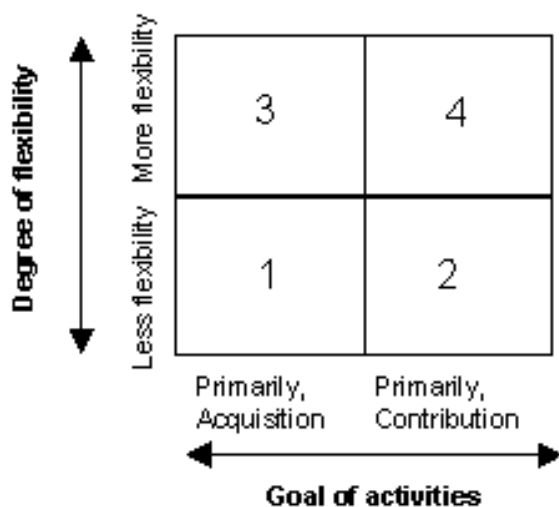 Degree of flexibility
More flexibility
Less flexibility
3
4
1
2
Primarily, Primarily,
Acquisition Contribution
Goal of activities